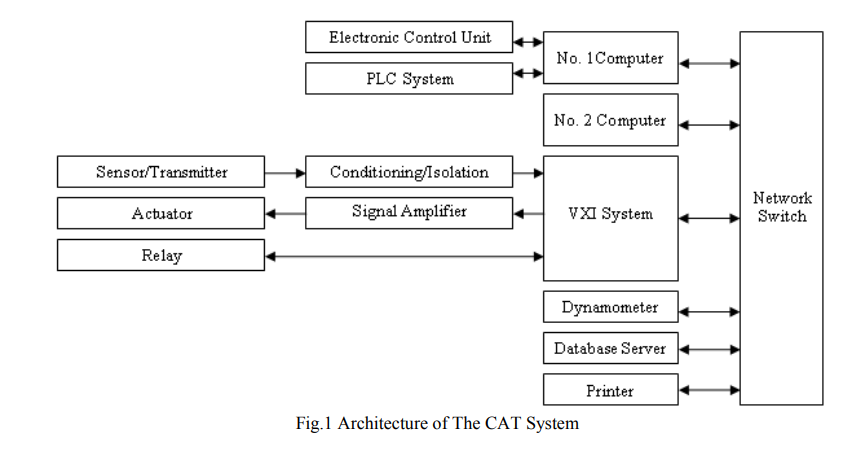 Electronic Control Unit
PLC System
No. 1Computer
No. 2 Computer
Sensor/Transmitter
Conditioning/Isolation
Actuator
Signal Amplifier
VXI System
Relay
Dynamometer
Database Server
Printer
Network
Switch
Fig.1 Architecture of The CAT System